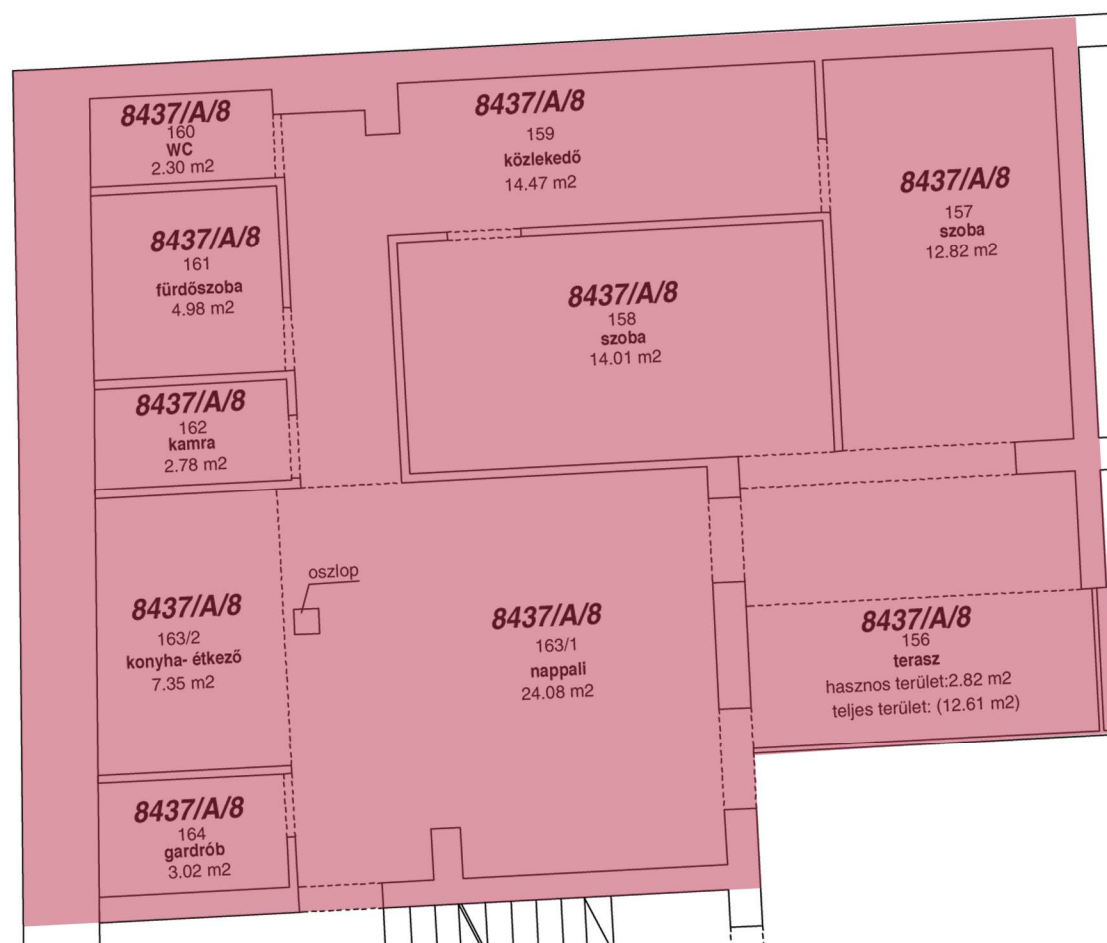 8437/A/8
160
WC
2.30 m2
8437/A/8
159
közlekedő
14.47 m2
8437/A/8
157
szoba
12.82 m2
8437/A/8
161
fürdőszoba
4.98 m2
8437/A/8
158
szoba
14.01 m2
8437/A/8
162
kamra
2.78 m2
oszlop
8437/A/8
163/2
konyha- étkező
7.35 m2
8437/A/8
163/1
nappali
24.08 m2
8437/A/8
156
terasz
hasznos terület:2.82 m2
teljes terület: (12.61 m2)
8437/A/8
164
gardrób
3.02 m2